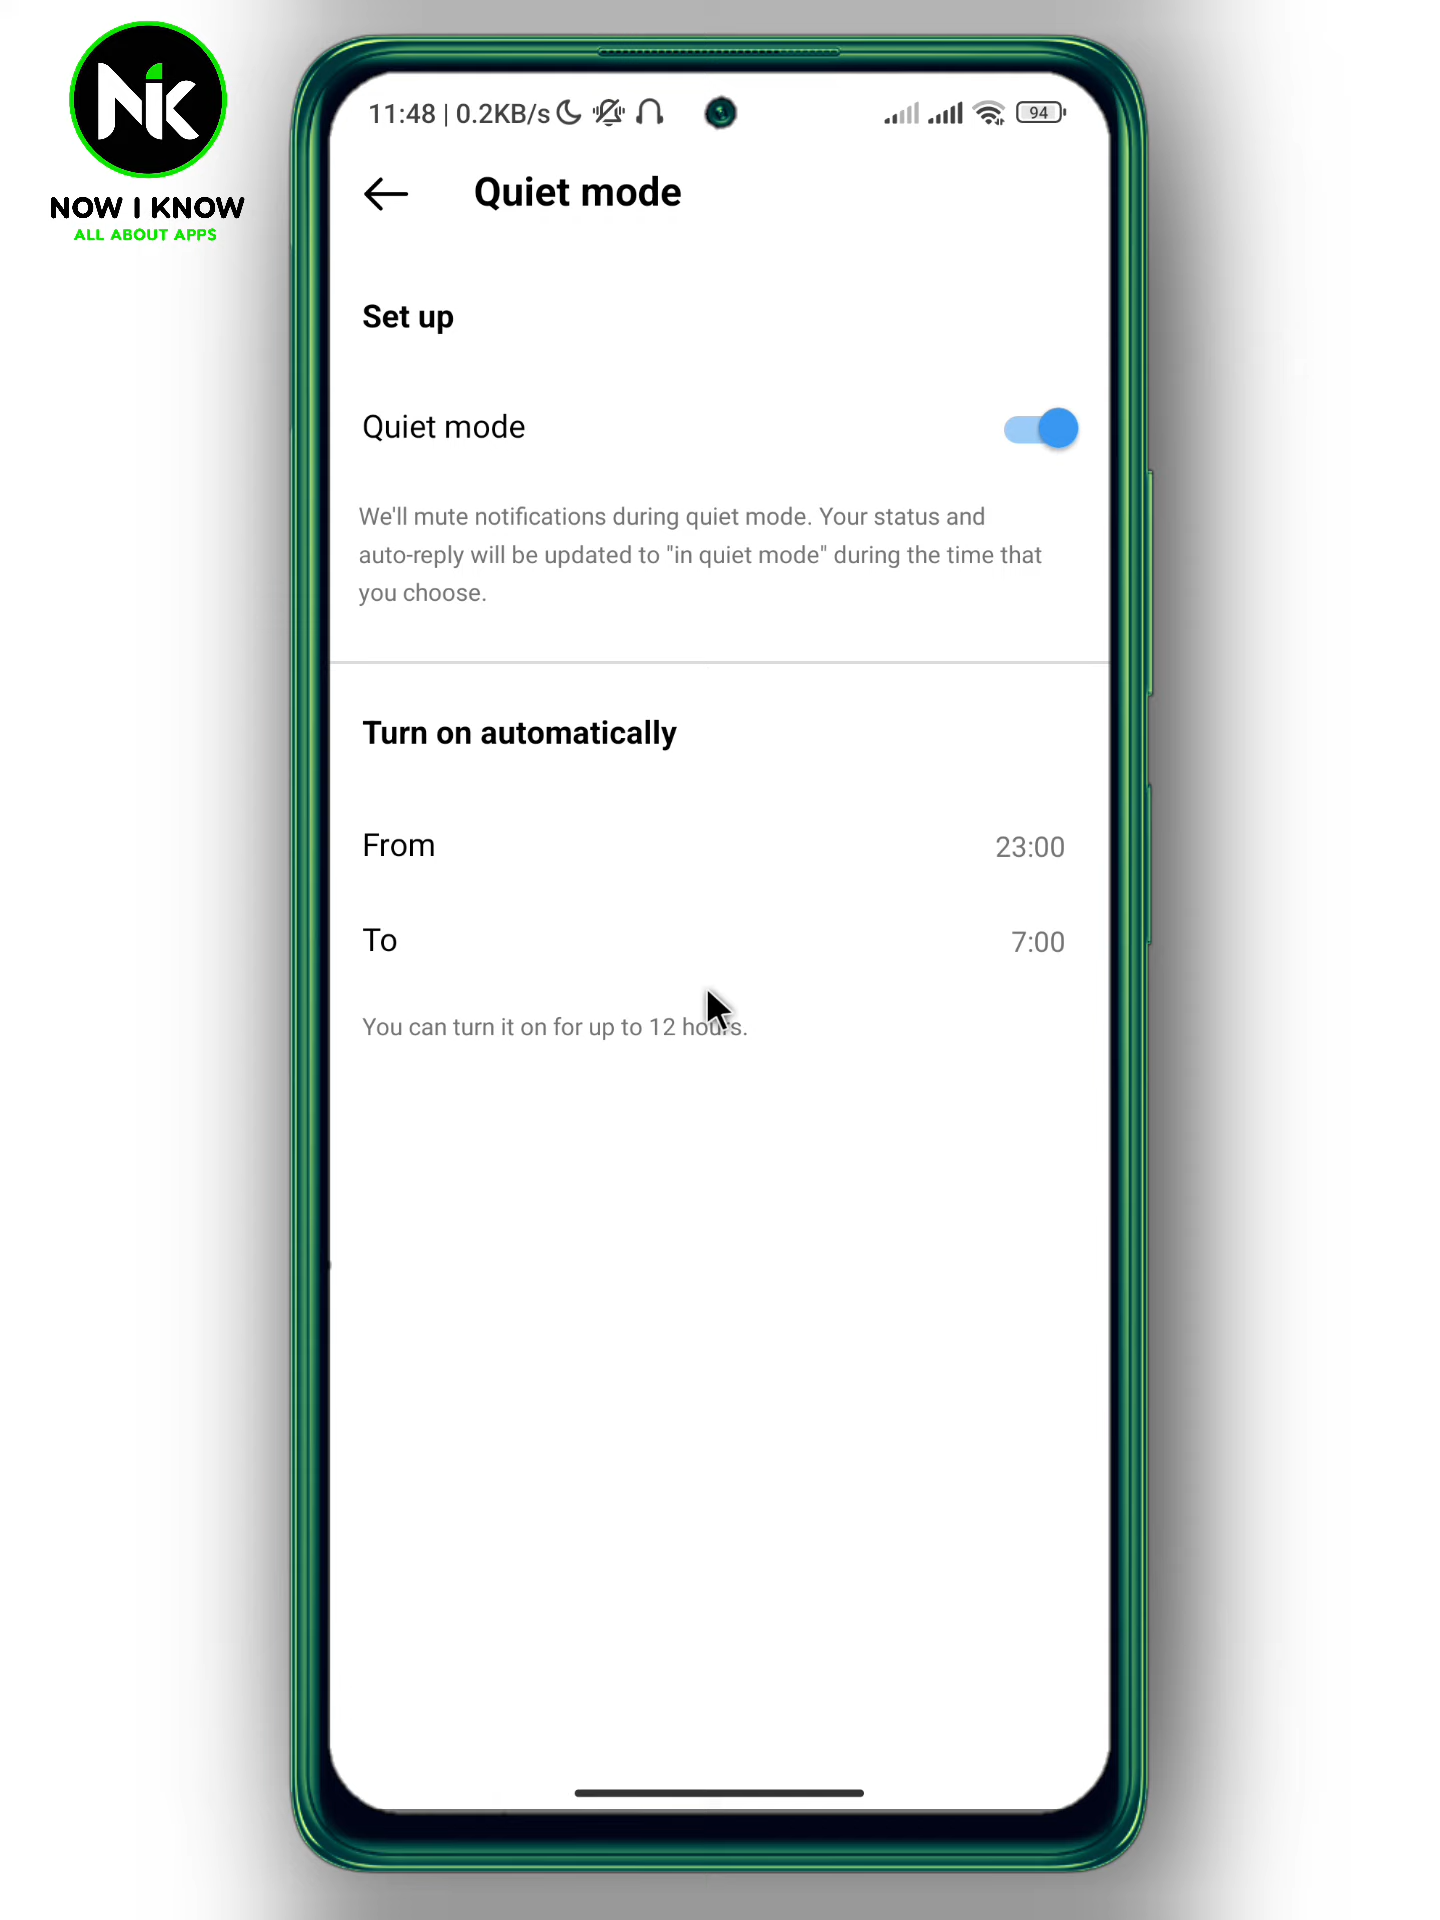 NiK
NOW I KNOW
ALL ABOUT APPS
11:48 | 0.2KB/s
94
Quiet mode
Set up
Quiet mode
We'll mute notifications during quiet mode. Your status and
auto-reply will be updated to "in quiet mode" during the time that
you choose.
Turn on automatically
From 23:00
To 7:00
You can turn it on for up to 12 hours.